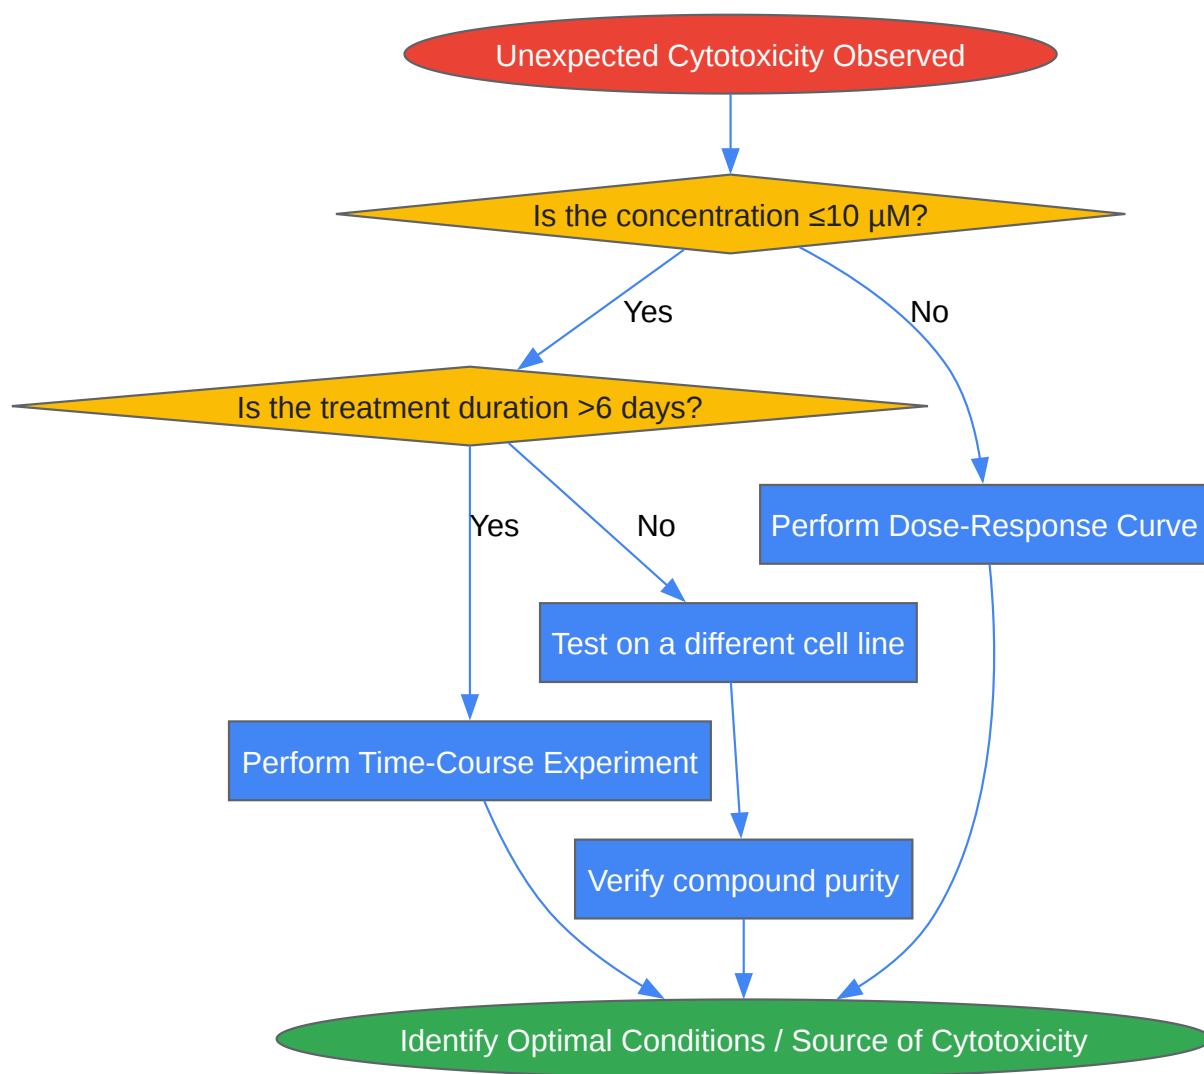 Unexpected Cytotoxicity Observed
Is the concentration ≤10 µM?
Yes
No
Is the treatment duration >6 days?
Yes
No
Perform Dose-Response Curve
Test on a different cell line
Perform Time-Course Experiment
Verify compound purity
Identify Optimal Conditions / Source of Cytotoxicity